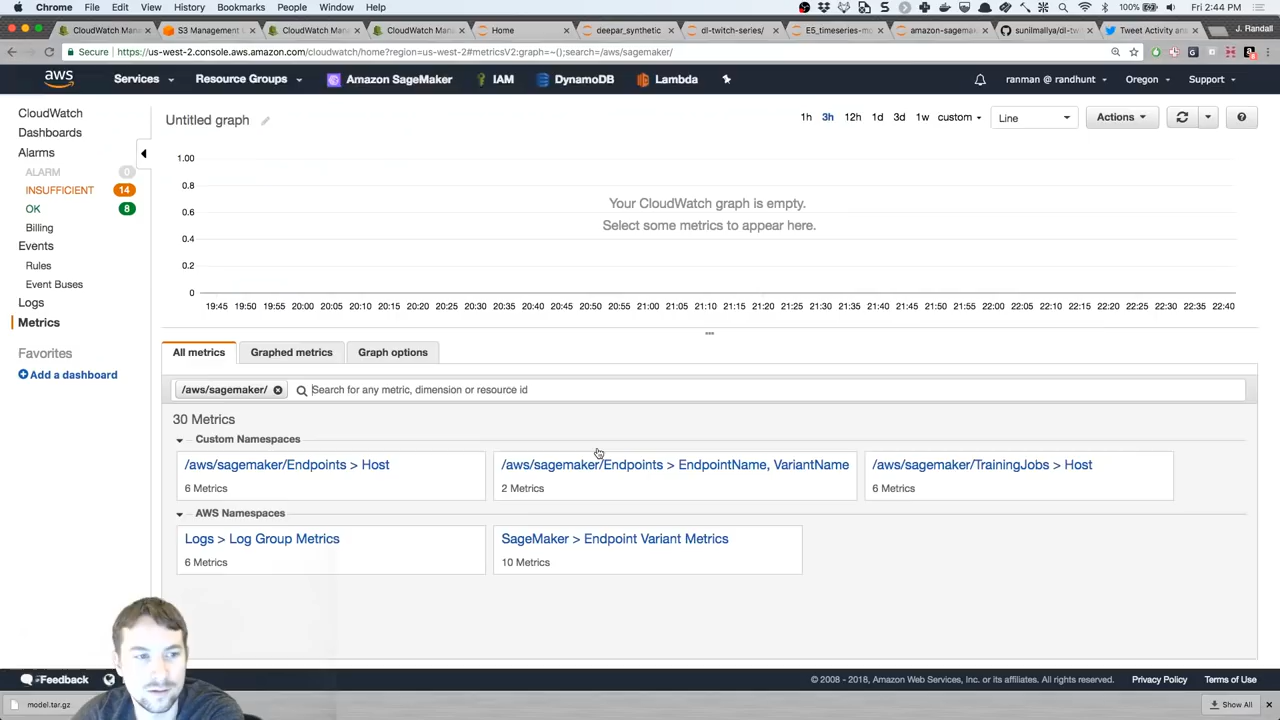 Chrome File Edit View History Bookmarks People Window Help 100% Fri 2:44 PM
CloudWatch Mana S3 Management CloudWatch Man CloudWatch Man Home deepar_synthetic dl-twitch-series/ E5_timeseries-mo amazon-sagemak sunilmallya/dl-tw Tweet Activity an J. Randall
Secure https://us-west-2.console.aws.amazon.com/cloudwatch/home?region=us-west-2#metricsV2:graph=~();search=/aws/sagemaker/
aws Services Resource Groups Amazon SageMaker IAM DynamoDB Lambda ranman @ randhunt Oregon Support
CloudWatch
Dashboards
Alarms
ALARM 0
INSUFFICIENT 14
OK 8
Billing
Events
Rules
Event Buses
Logs
Metrics
Favorites
Add a dashboard
Untitled graph 1h 3h 12h 1d 3d 1w custom Line Actions
1.00
0.8
0.6
0.4
0.2
0
Your CloudWatch graph is empty.
Select some metrics to appear here.
19:45 19:50 19:55 20:00 20:05 20:10 20:15 20:20 20:25 20:30 20:35 20:40 20:45 20:50 20:55 21:00 21:05 21:10 21:15 21:20 21:25 21:30 21:35 21:40 21:45 21:50 21:55 22:00 22:05 22:10 22:15 22:20 22:25 22:30 22:35 22:40
All metrics Graphed metrics Graph options
/aws/sagemaker/ Search for any metric, dimension or resource id
30 Metrics
Custom Namespaces
/aws/sagemaker/Endpoints > Host
6 Metrics
/aws/sagemaker/Endpoints > EndpointName, VariantName
2 Metrics
/aws/sagemaker/TrainingJobs > Host
6 Metrics
AWS Namespaces
Logs > Log Group Metrics
6 Metrics
SageMaker > Endpoint Variant Metrics
10 Metrics
Feedback © 2008 - 2018, Amazon Web Services, Inc. or its affiliates. All rights reserved. Privacy Policy Terms of Use
model.tar.gz Show All